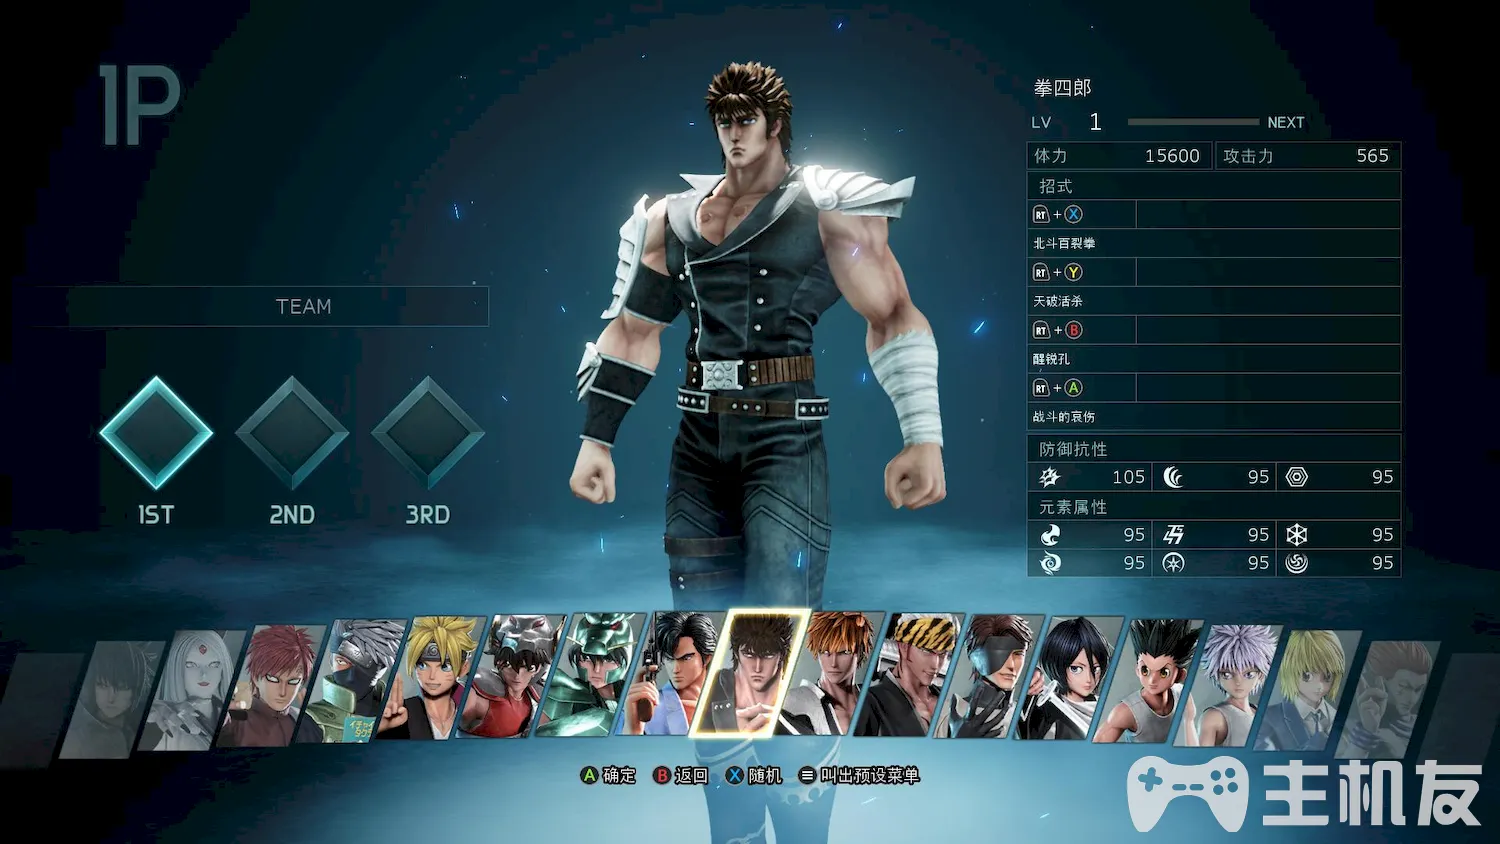 1P
TEAM
1ST 2ND 3RD
拳四郎
LV 1 NEXT
体力 15600 攻击力 565
招式
RT + X
北斗百裂拳
RT + Y
天破活杀
RT + B
醒锐孔
RT + A
战斗的哀伤
防御抗性
105 95 95
元素属性
95 95 95
95 95 95
A 确定 B 返回 X 随机 叫出预设菜单
主机友